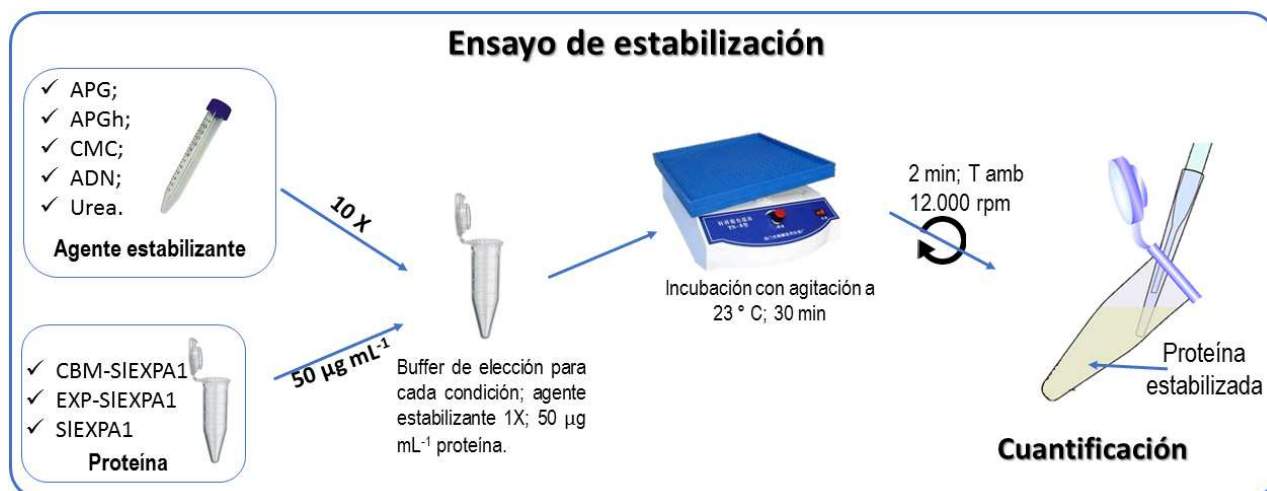 Ensayo de estabilización
✓ APG;
✓ APGh;
✓ CMC;
✓ ADN;
✓ Urea.
Agente estabilizante
10 X
✓ CBM-SlEXPA1
✓ EXP-SlEXPA1
✓ SlEXPA1
Proteína
50 µg mL⁻¹
Buffer de elección para
cada condición; agente
estabilizante 1X; 50 µg
mL⁻¹ proteína.
Incubación con agitación a
23 º C; 30 min
2 min; T amb
12.000 rpm
Proteína
estabilizada
Cuantificación